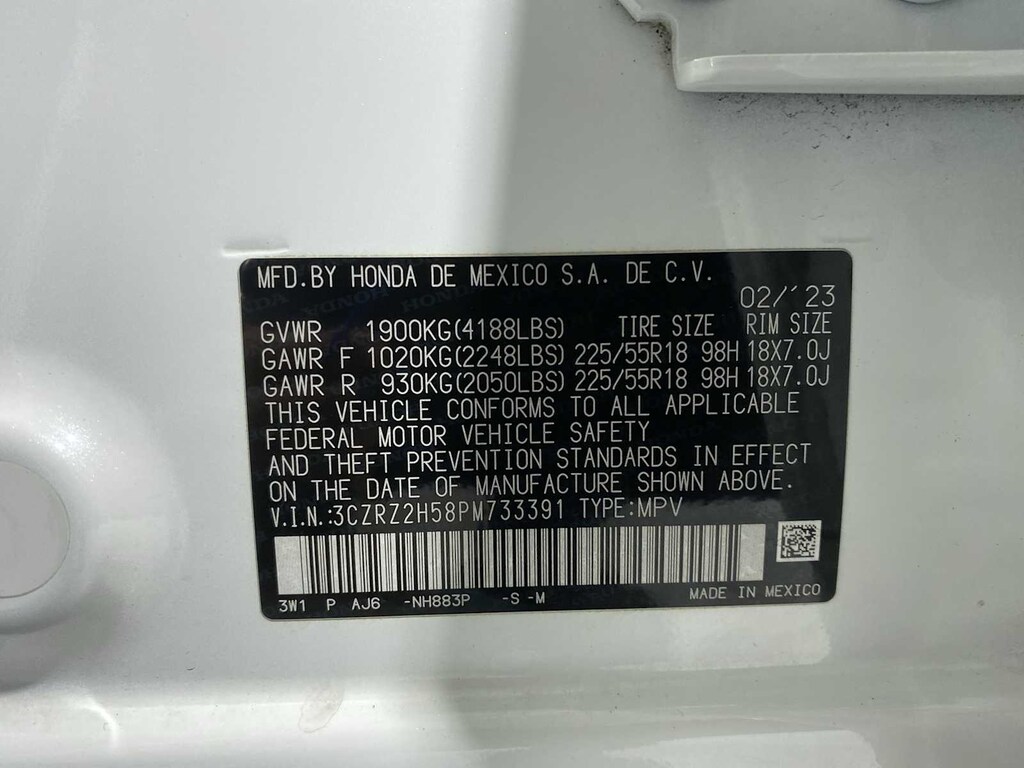 MFD.BY HONDA DE MEXICO S.A. DE C.V.
02/'23
GVWR 1900KG(4188LBS) TIRE SIZE RIM SIZE
GAWR F 1020KG(2248LBS) 225/55R18 98H 18X7.0J
GAWR R 930KG(2050LBS) 225/55R18 98H 18X7.0J
THIS VEHICLE CONFORMS TO ALL APPLICABLE
FEDERAL MOTOR VEHICLE SAFETY
AND THEFT PREVENTION STANDARDS IN EFFECT
ON THE DATE OF MANUFACTURE SHOWN ABOVE.
V.I.N.:3CZRZ2H58PM733391 TYPE:MPV
3W1 P AJ6 -NH883P -S -M MADE IN MEXICO